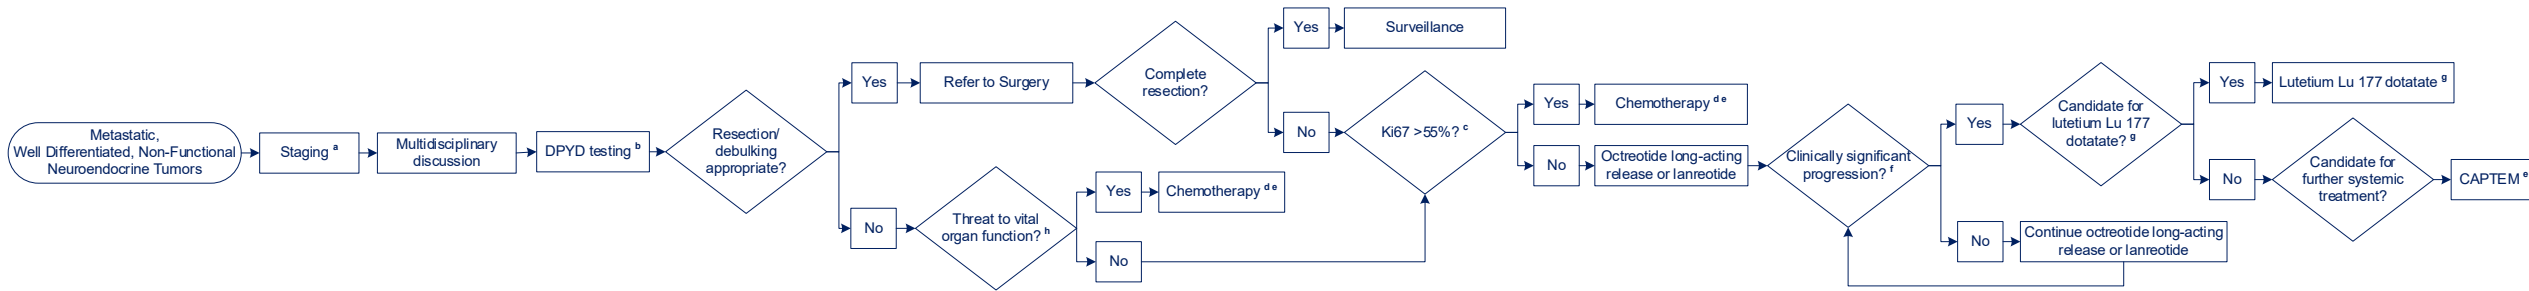 Metastatic,
Well Differentiated, Non-Functional
Neuroendocrine Tumors
Staging a
Multidisciplinary
discussion
DPYD testing b
Resection/
debulking
appropriate?
Yes
Refer to Surgery
Complete
resection?
Yes
Surveillance
No
Ki67 >55%? c
Yes
Chemotherapy d e
No
Octreotide long-acting
release or lanreotide
Clinically significant
progression? f
Yes
Candidate for
lutetium Lu 177
dotatate? g
Yes
Lutetium Lu 177 dotatate g
No
Candidate for
further systemic
treatment?
CAPTEM e
No
Continue octreotide long-acting
release or lanreotide
No
Threat to vital
organ function? h
Yes
Chemotherapy d e
No